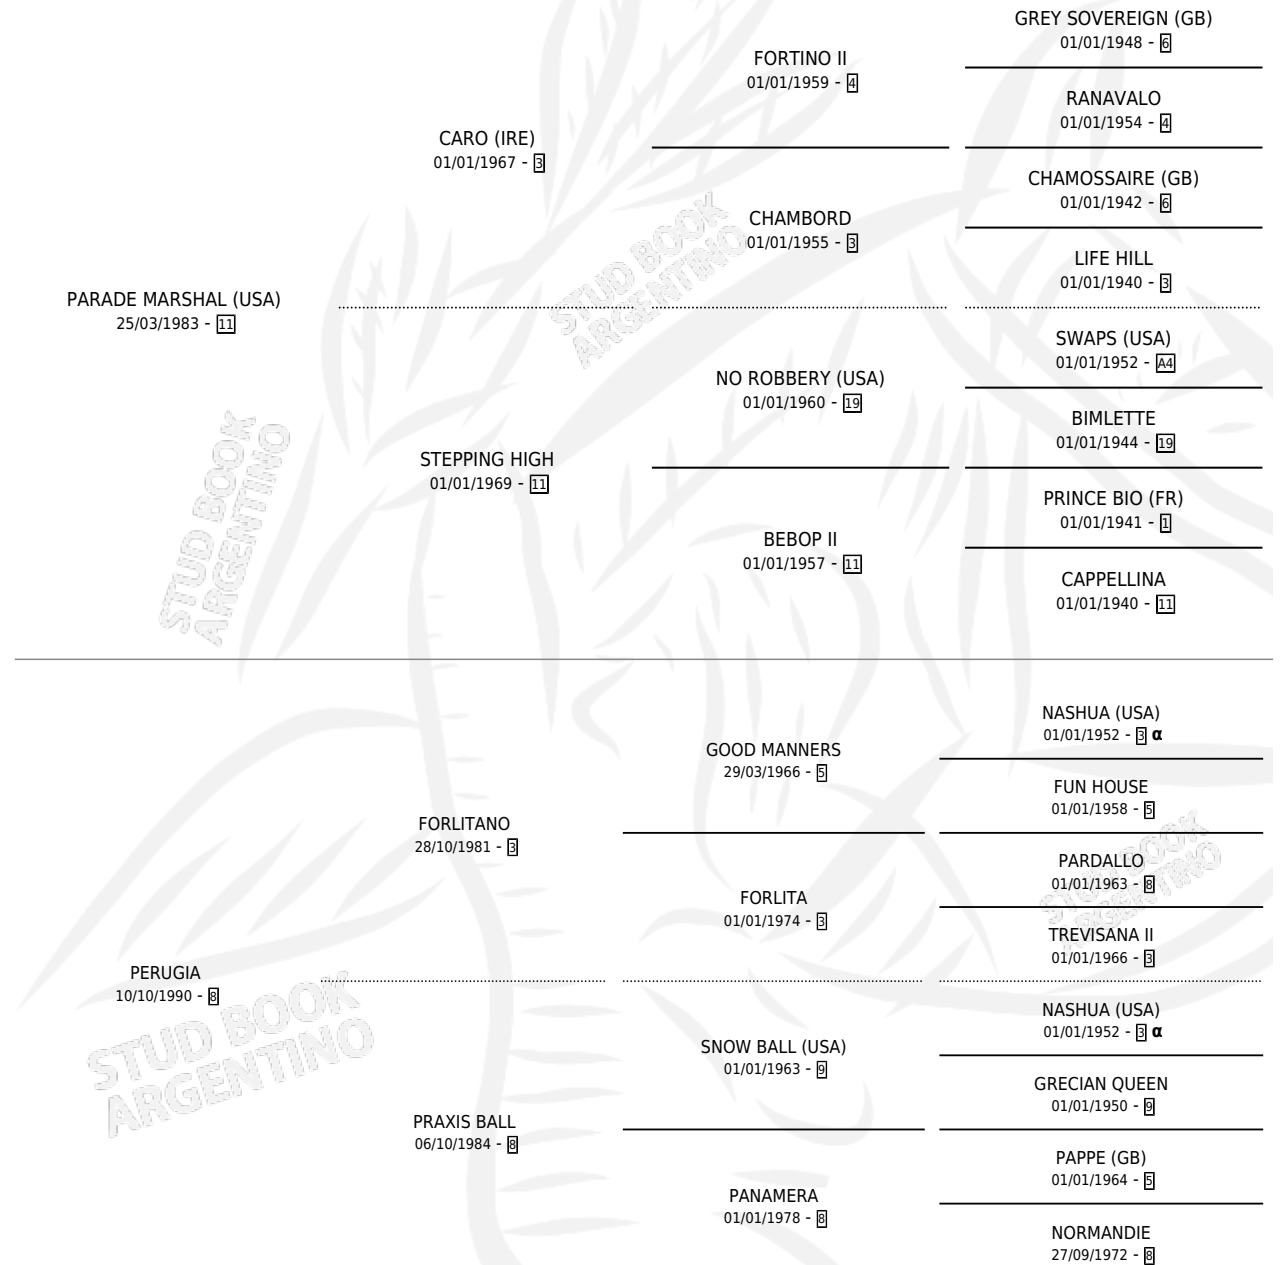 GREY SOVEREIGN (GB)
01/01/1948 - 6
FORTINO II
01/01/1959 - 4
RANAVALO
01/01/1954 - 4
CARO (IRE)
01/01/1967 - 3
CHAMOSSAIRE (GB)
01/01/1942 - 6
CHAMBORD
01/01/1955 - 3
LIFE HILL
01/01/1940 - 3
PARADE MARSHAL (USA)
25/03/1983 - 11
SWAPS (USA)
01/01/1952 - A4
NO ROBBERY (USA)
01/01/1960 - 19
BIMLETTE
01/01/1944 - 19
STEPPING HIGH
01/01/1969 - 11
PRINCE BIO (FR)
01/01/1941 - 1
BEBOP II
01/01/1957 - 11
CAPPELLINA
01/01/1940 - 11
NASHUA (USA)
01/01/1952 - 3 α
GOOD MANNERS
29/03/1966 - 5
FUN HOUSE
01/01/1958 - 5
FORLITANO
28/10/1981 - 3
PARDALLO
01/01/1963 - 8
FORLITA
01/01/1974 - 3
TREVISANA II
01/01/1966 - 3
PERUGIA
10/10/1990 - 8
NASHUA (USA)
01/01/1952 - 3 α
SNOW BALL (USA)
01/01/1963 - 9
GRECIAN QUEEN
01/01/1950 - 9
PRAXIS BALL
06/10/1984 - 8
PAPPE (GB)
01/01/1964 - 5
PANAMERA
01/01/1978 - 8
NORMANDIE
27/09/1972 - 8
STUD BOOK
ARGENTINO
STUD BOOK
ARGENTINO
STUD BOOK
ARGENTINO
STUD BOOK
ARGENTINO